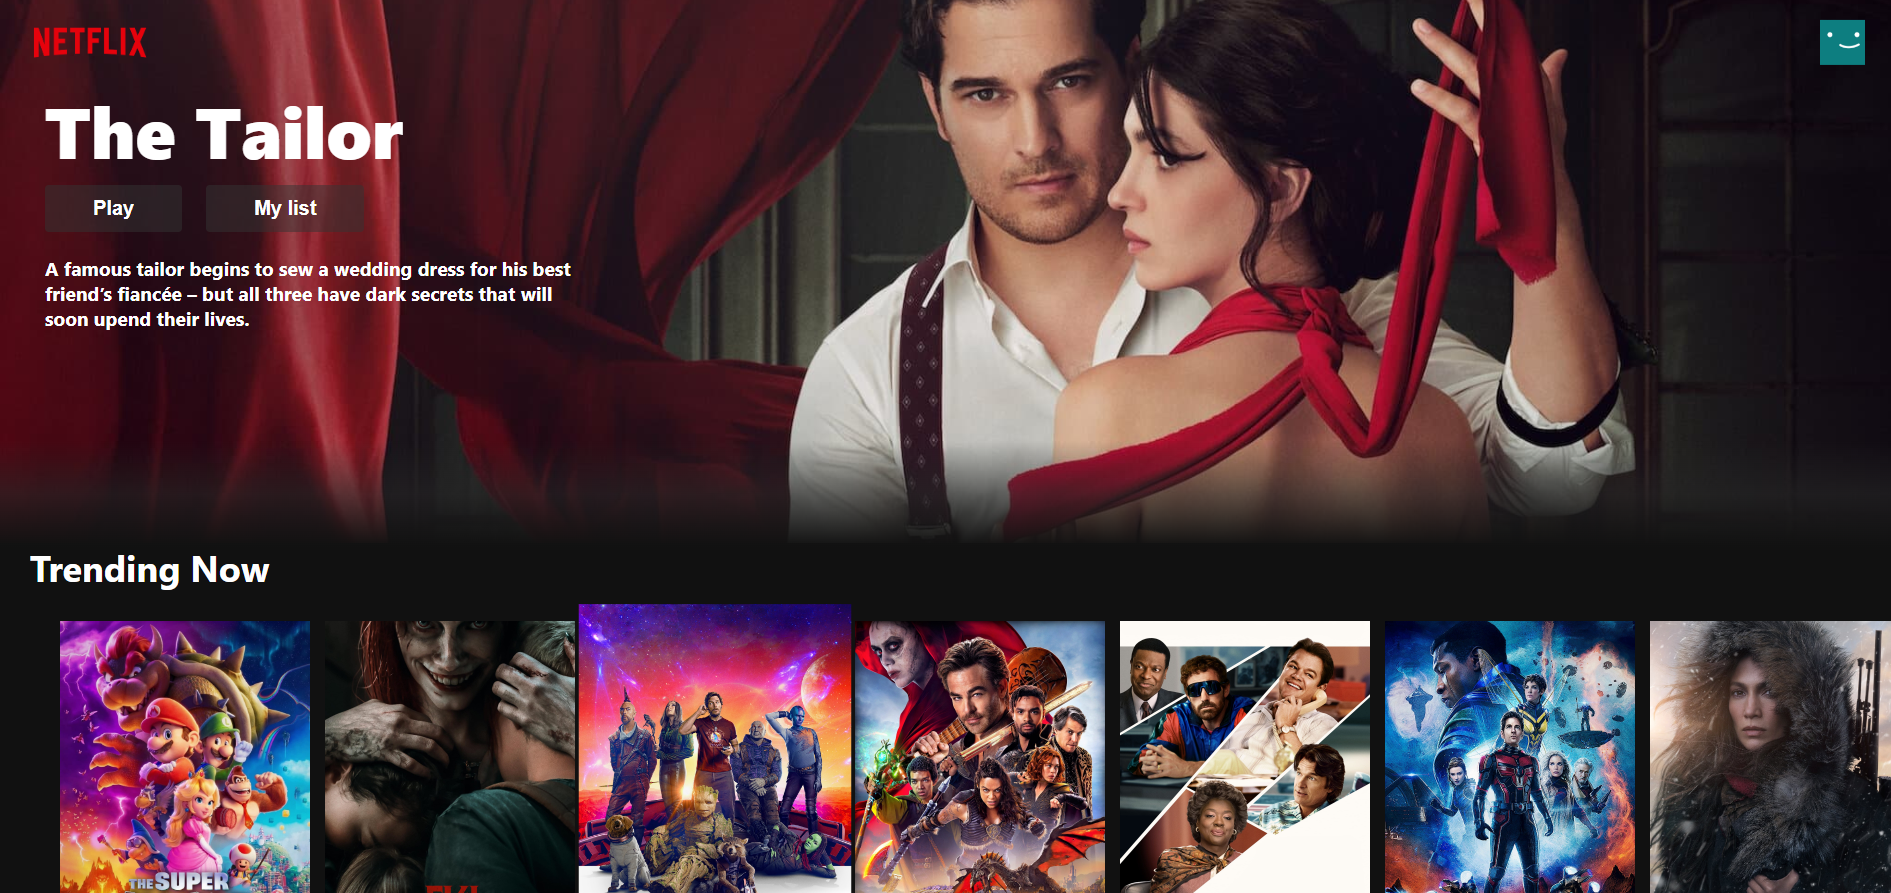 NETFLIX
The Tailor
Play
My list
A famous tailor begins to sew a wedding dress for his best
friend's fiancée – but all three have dark secrets that will
soon upend their lives.
Trending Now
THE SUPER